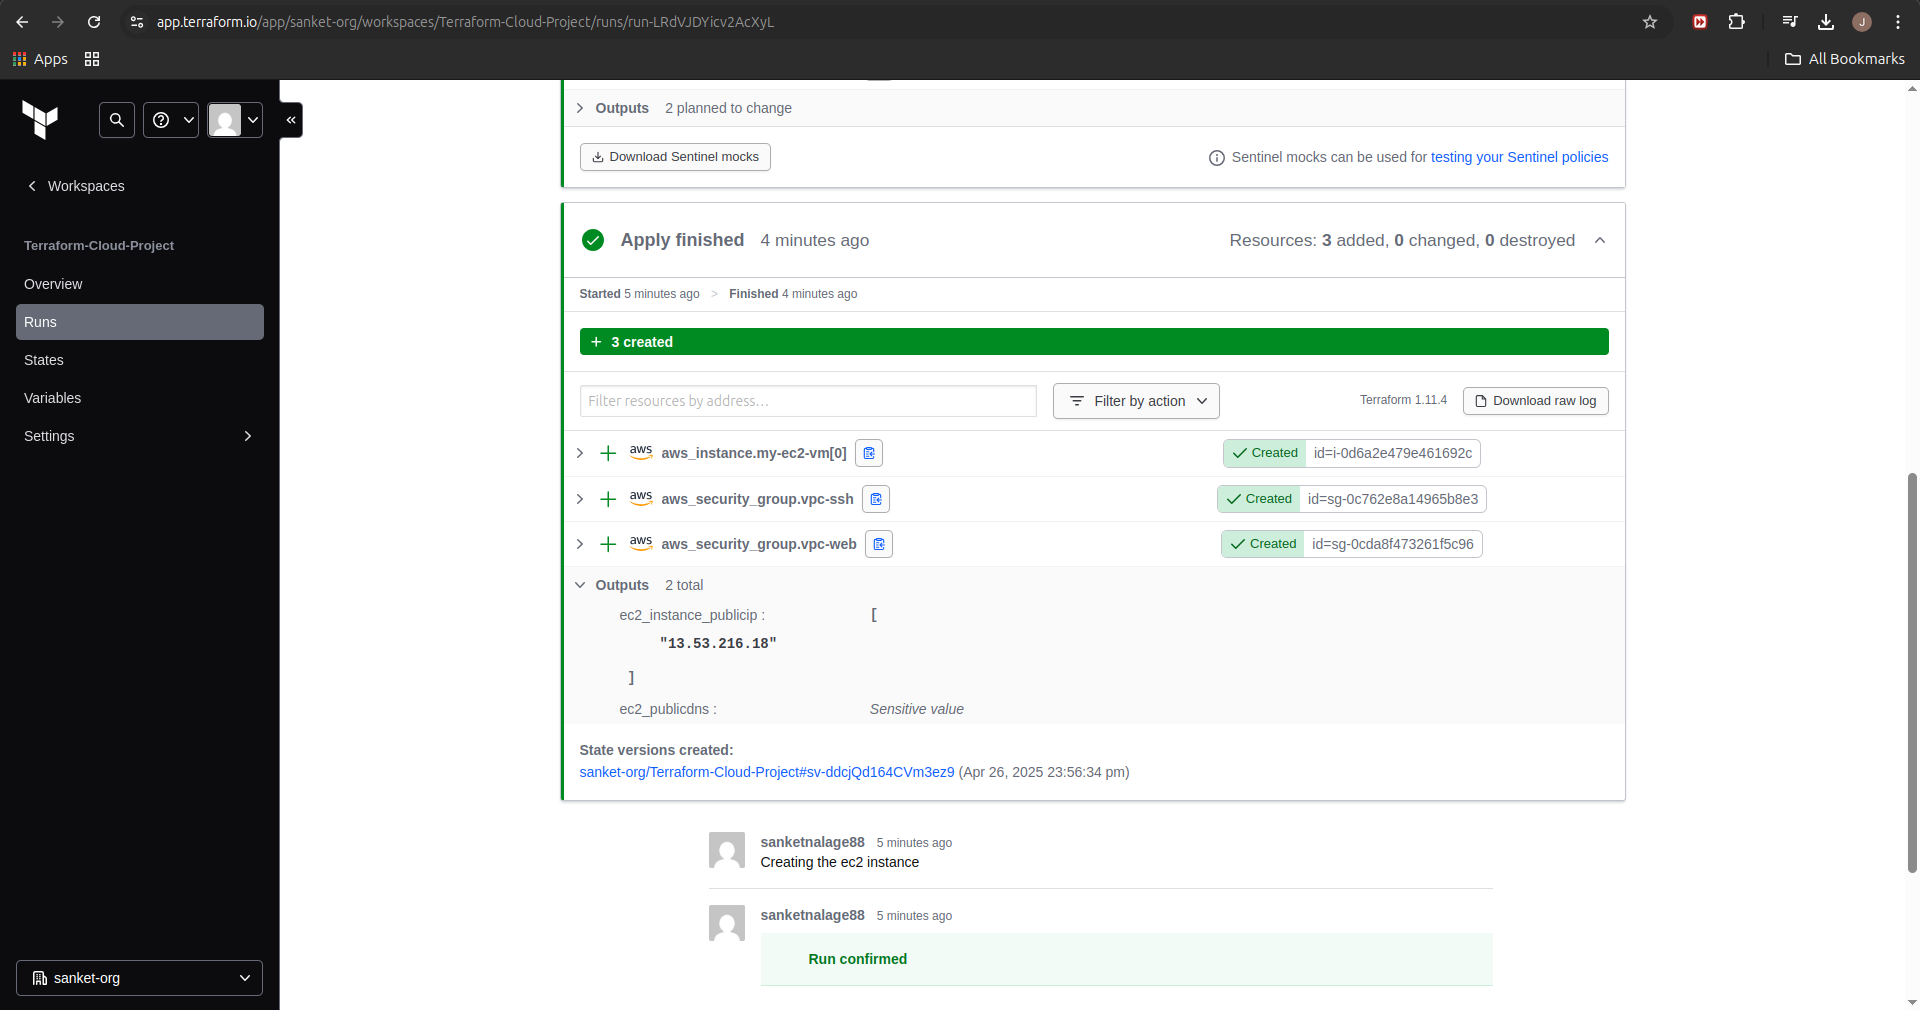 app.terraform.io/app/sanket-org/workspaces/Terraform-Cloud-Project/runs/run-LRdVJDYicv2AcXyL
J
Apps
All Bookmarks
Workspaces
Terraform-Cloud-Project
Overview
Runs
States
Variables
Settings
sanket-org
Outputs 2 planned to change
Download Sentinel mocks
Sentinel mocks can be used for testing your Sentinel policies
Apply finished 4 minutes ago
Resources: 3 added, 0 changed, 0 destroyed
Started 5 minutes ago > Finished 4 minutes ago
+ 3 created
Filter resources by address…
Filter by action
Terraform 1.11.4
Download raw log
aws aws_instance.my-ec2-vm[0] Created id=i-0d6a2e479e461692c
aws aws_security_group.vpc-ssh Created id=sg-0c762e8a14965b8e3
aws aws_security_group.vpc-web Created id=sg-0cda8f473261f5c96
Outputs 2 total
ec2_instance_publicip : [
"13.53.216.18"
]
ec2_publicdns : Sensitive value
State versions created:
sanket-org/Terraform-Cloud-Project#sv-ddcjQd164CVm3ez9 (Apr 26, 2025 23:56:34 pm)
sanketnalage88 5 minutes ago
Creating the ec2 instance
sanketnalage88 5 minutes ago
Run confirmed